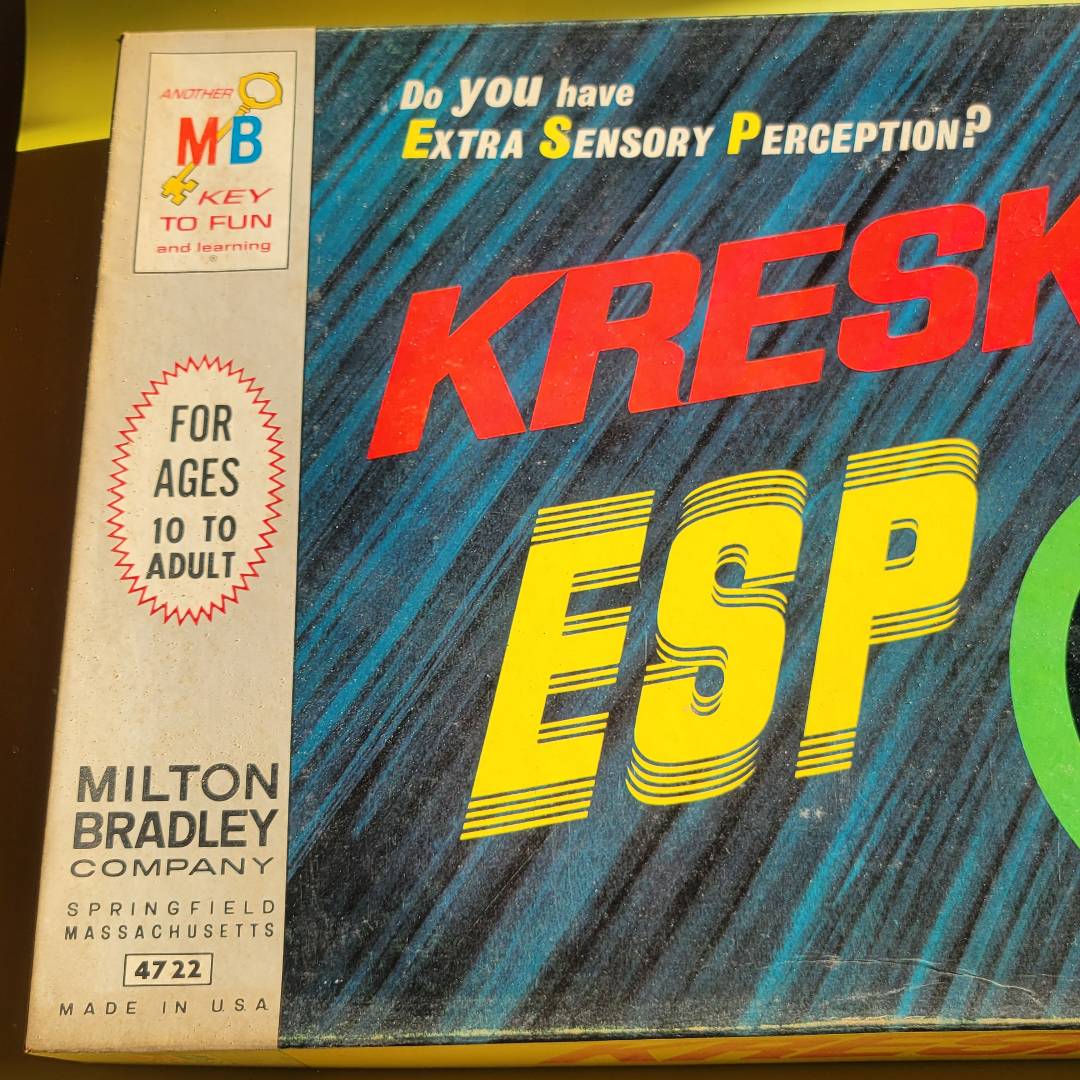 ANOTHER
MB
KEY
TO FUN
and learning
®
FOR
AGES
10 TO
ADULT
MILTON
BRADLEY
COMPANY
SPRINGFIELD
MASSACHUSETTS
4722
MADE IN U.S.A.
Do you have
EXTRA SENSORY PERCEPTION?
KRESK
ESP